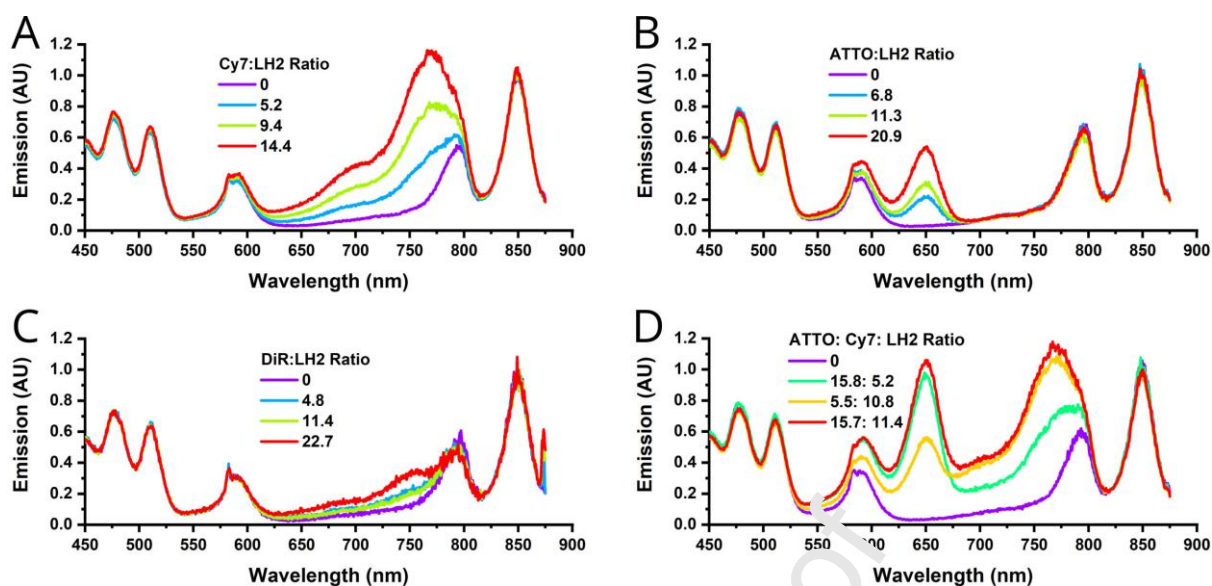 A
Cy7:LH2 Ratio
0
5.2
9.4
14.4
Emission (AU)
1.2
1.0
0.8
0.6
0.4
0.2
0.0
450 500 550 600 650 700 750 800 850 900
Wavelength (nm)
B
ATTO:LH2 Ratio
0
6.8
11.3
20.9
Emission (AU)
1.2
1.0
0.8
0.6
0.4
0.2
0.0
450 500 550 600 650 700 750 800 850 900
Wavelength (nm)
C
DiR:LH2 Ratio
0
4.8
11.4
22.7
Emission (AU)
1.2
1.0
0.8
0.6
0.4
0.2
0.0
450 500 550 600 650 700 750 800 850 900
Wavelength (nm)
D
ATTO: Cy7: LH2 Ratio
0
15.8: 5.2
5.5: 10.8
15.7: 11.4
Emission (AU)
1.2
1.0
0.8
0.6
0.4
0.2
0.0
450 500 550 600 650 700 750 800 850 900
Wavelength (nm)